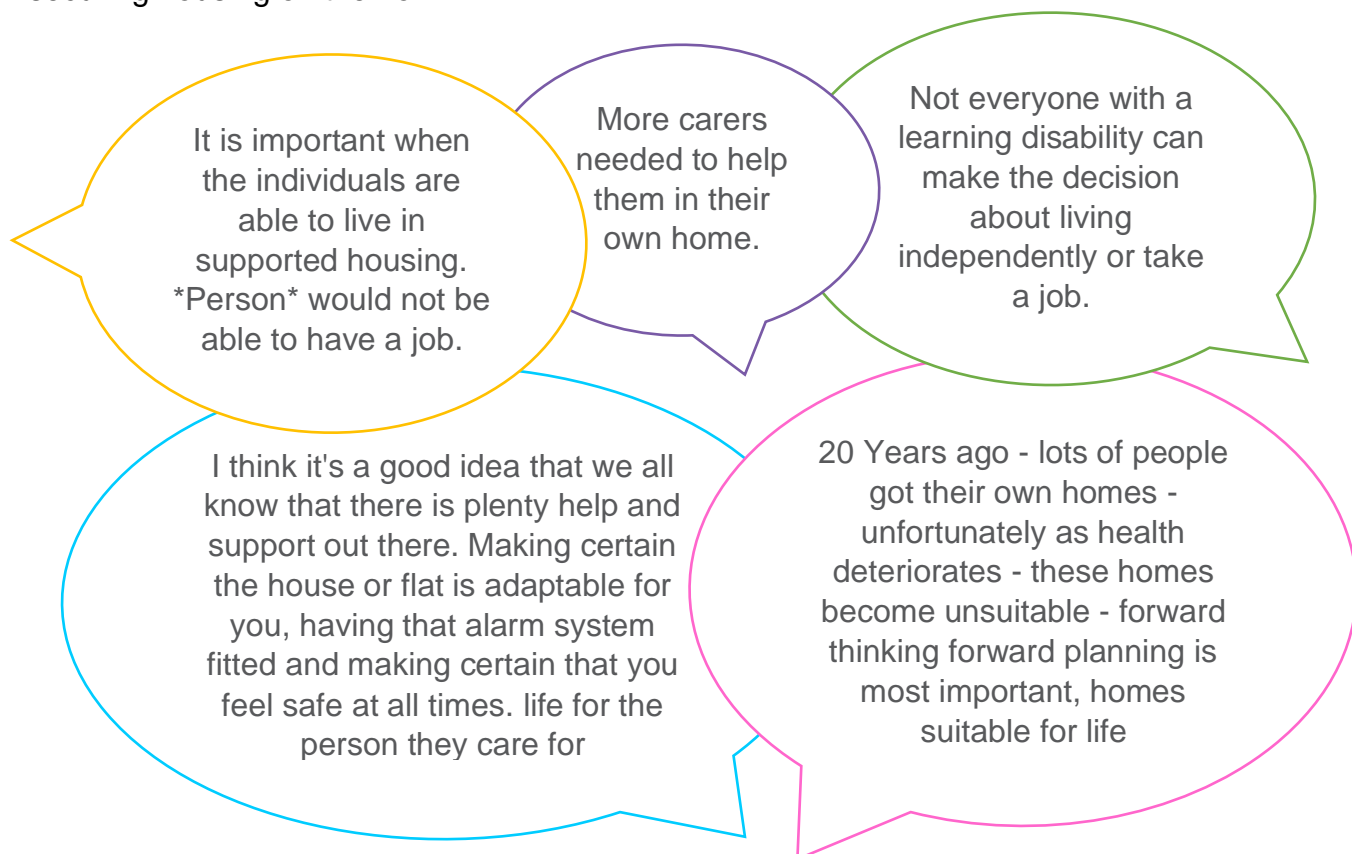 It is important when
the individuals are
able to live in
supported housing.
*Person* would not be
able to have a job.
More carers
needed to help
them in their
own home.
Not everyone with a
learning disability can
make the decision
about living
independently or take
a job.
I think it's a good idea that we all
know that there is plenty help and
support out there. Making certain
the house or flat is adaptable for
you, having that alarm system
fitted and making certain that you
feel safe at all times. life for the
person they care for
20 Years ago - lots of people
got their own homes -
unfortunately as health
deteriorates - these homes
become unsuitable - forward
thinking forward planning is
most important, homes
suitable for life